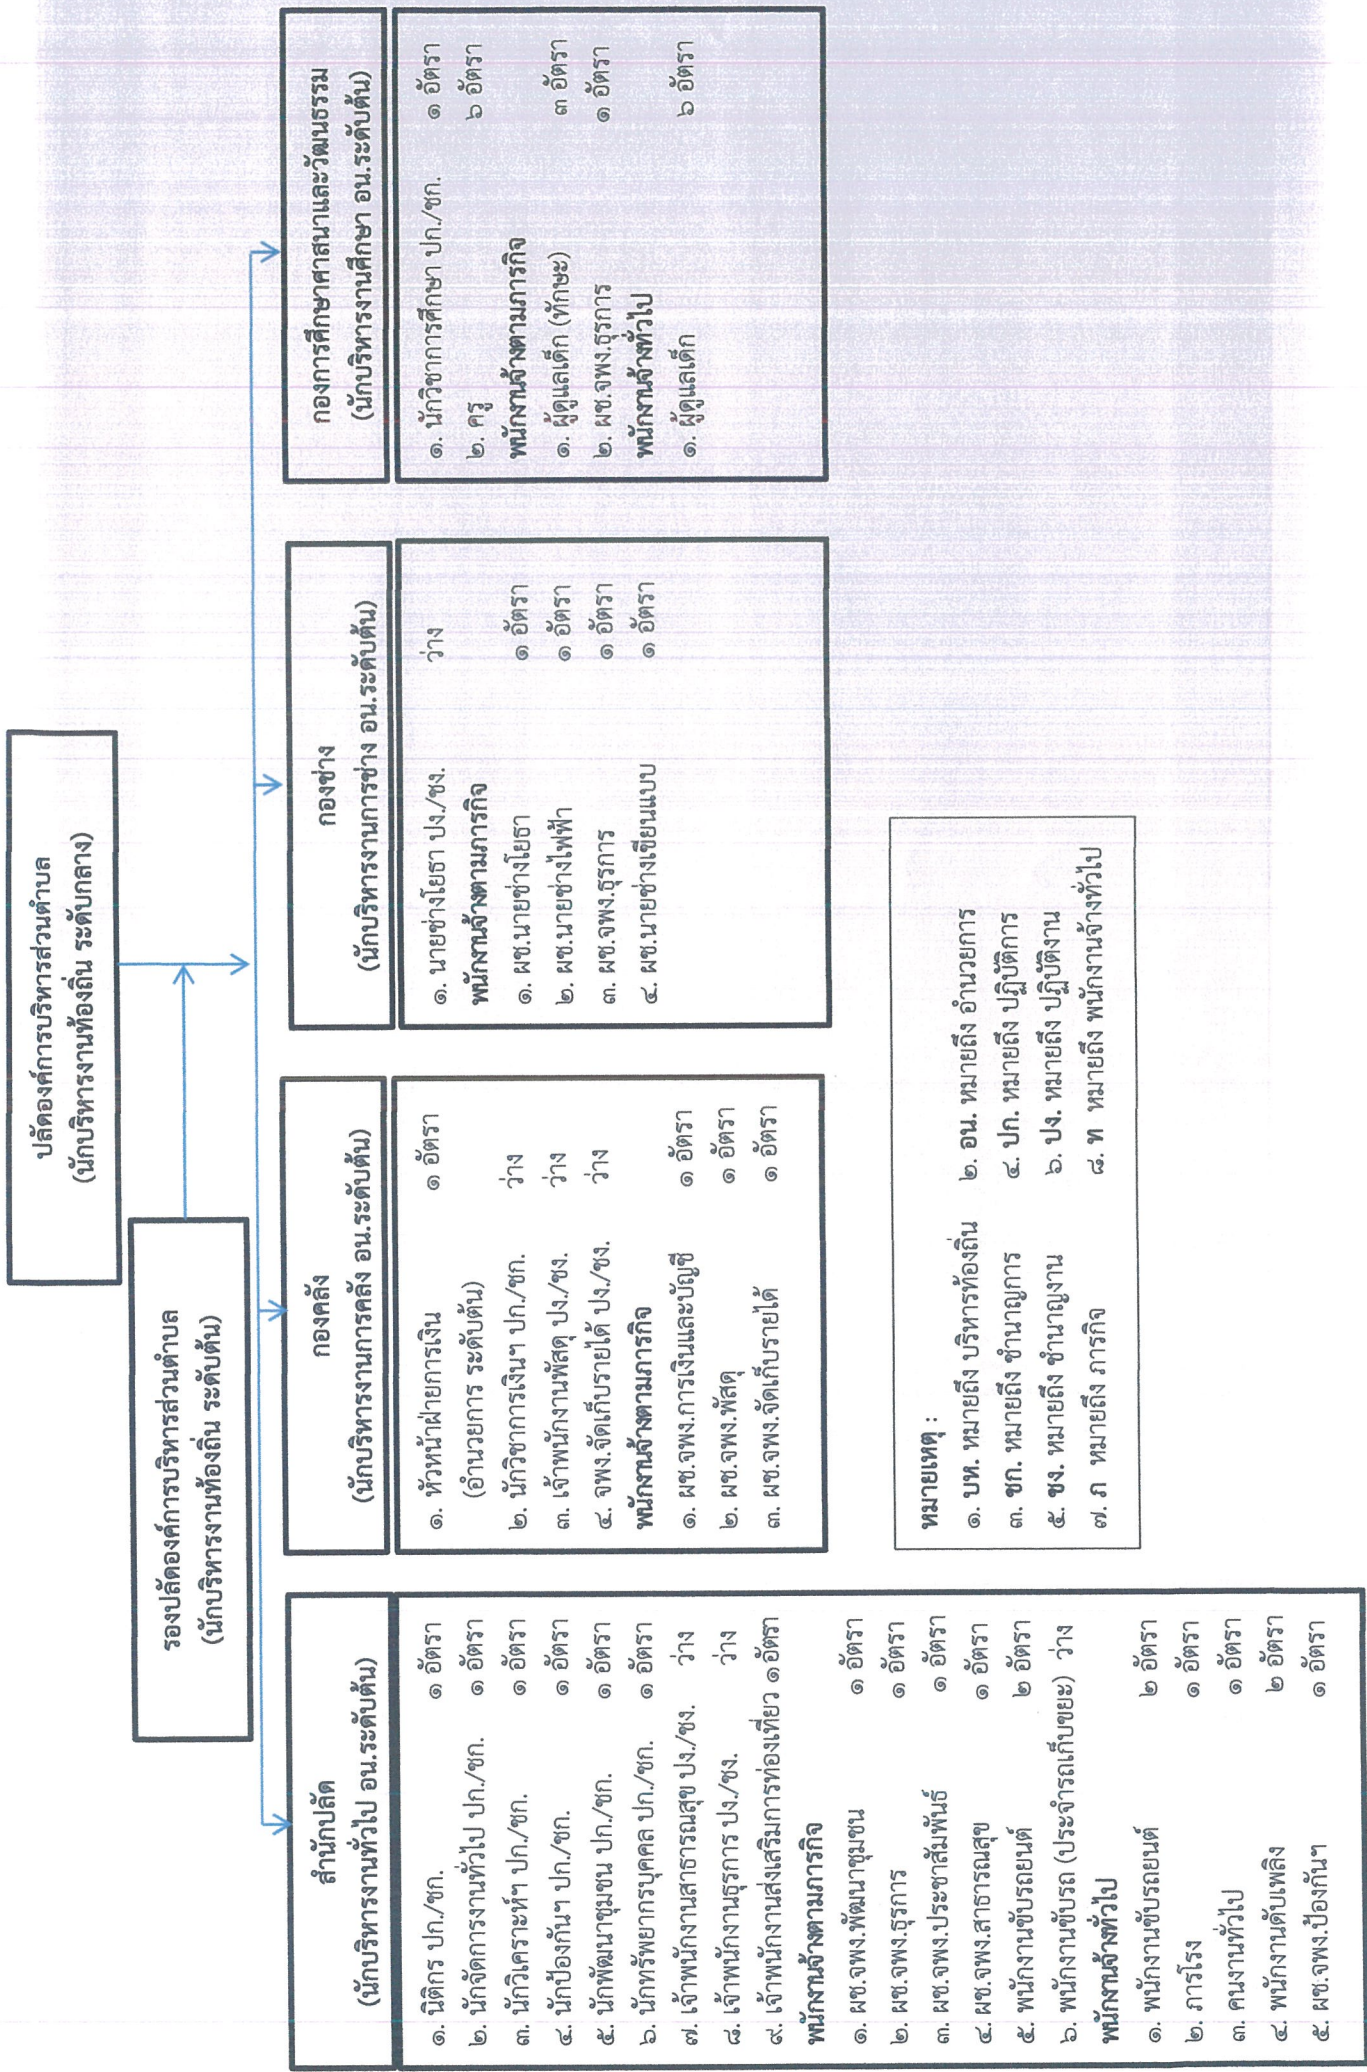 ปลัดองค์การบริหารส่วนตำบล
(นักบริหารงานท้องถิ่น ระดับกลาง)
รองปลัดองค์การบริหารส่วนตำบล
(นักบริหารงานท้องถิ่น ระดับต้น)
สำนักปลัด
(นักบริหารงานทั่วไป อน.ระดับต้น)
๑. นิติกร ปก./ชก. ๑ อัตรา
๒. นักจัดการงานทั่วไป ปก./ชก. ๑ อัตรา
๓. นักวิเคราะห์ฯ ปก./ชก. ๑ อัตรา
๔. นักป้องกันฯ ปก./ชก. ๑ อัตรา
๕. นักพัฒนาชุมชน ปก./ชก. ๑ อัตรา
๖. นักทรัพยากรบุคคล ปก./ชก. ๑ อัตรา
๗. เจ้าพนักงานสาธารณสุข ปง./ชง. ว่าง
๘. เจ้าพนักงานธุรการ ปง./ชง. ว่าง
๙. เจ้าพนักงานส่งเสริมการท่องเที่ยว ๑อัตรา
พนักงานจ้างตามภารกิจ
๑. ผช.จพง.พัฒนาชุมชน ๑ อัตรา
๒. ผช.จพง.ธุรการ ๑ อัตรา
๓. ผช.จพง.ประชาสัมพันธ์ ๑ อัตรา
๔. ผช.จพง.สาธารณสุข ๑ อัตรา
๕. พนักงานขับรถยนต์ ๒ อัตรา
๖. พนักงานขับรถ (ประจำรถเก็บขยะ) ว่าง
พนักงานจ้างทั่วไป
๑. พนักงานขับรถยนต์ ๒ อัตรา
๒. ภารโรง ๑ อัตรา
๓. คนงานทั่วไป ๑ อัตรา
๔. พนักงานดับเพลิง ๒ อัตรา
๕. ผช.จพง.ป้องกันฯ ๑ อัตรา
กองคลัง
(นักบริหารงานการคลัง อน.ระดับต้น)
๑. หัวหน้าฝ่ายการเงิน ๑ อัตรา
(อำนวยการ ระดับต้น)
๒. นักวิชาการเงินฯ ปก./ชก. ว่าง
๓. เจ้าพนักงานพัสดุ ปง./ชง. ว่าง
๔. จพง.จัดเก็บรายได้ ปง./ชง. ว่าง
พนักงานจ้างตามภารกิจ
๑. ผช.จพง.การเงินและบัญชี ๑ อัตรา
๒. ผช.จพง.พัสดุ ๑ อัตรา
๓. ผช.จพง.จัดเก็บรายได้ ๑ อัตรา
กองช่าง
(นักบริหารงานการช่าง อน.ระดับต้น)
๑. นายช่างโยธา ปง./ชง. ว่าง
พนักงานจ้างตามภารกิจ
๑. ผช.นายช่างโยธา ๑ อัตรา
๒. ผช.นายช่างไฟฟ้า ๑ อัตรา
๓. ผช.จพง.ธุรการ ๑ อัตรา
๔. ผช.นายช่างเขียนแบบ ๑ อัตรา
กองการศึกษาศาสนาและวัฒนธรรม
(นักบริหารงานศึกษา อน.ระดับต้น)
๑. นักวิชาการศึกษา ปก./ชก. ๑ อัตรา
๒. ครู ๖ อัตรา
พนักงานจ้างตามภารกิจ
๑. ผู้ดูแลเด็ก (ทักษะ) ๓ อัตรา
๒. ผช.จพง.ธุรการ ๑ อัตรา
พนักงานจ้างทั่วไป
๑. ผู้ดูแลเด็ก ๖ อัตรา
หมายเหตุ :
๑. บห. หมายถึง บริหารท้องถิ่น ๒. อน. หมายถึง อำนวยการ
๓. ชก. หมายถึง ชำนาญการ ๔. ปก. หมายถึง ปฏิบัติการ
๕. ชง. หมายถึง ชำนาญงาน ๖. ปง. หมายถึง ปฏิบัติงาน
๗. ภ หมายถึง ภารกิจ ๘. ท หมายถึง พนักงานจ้างทั่วไป